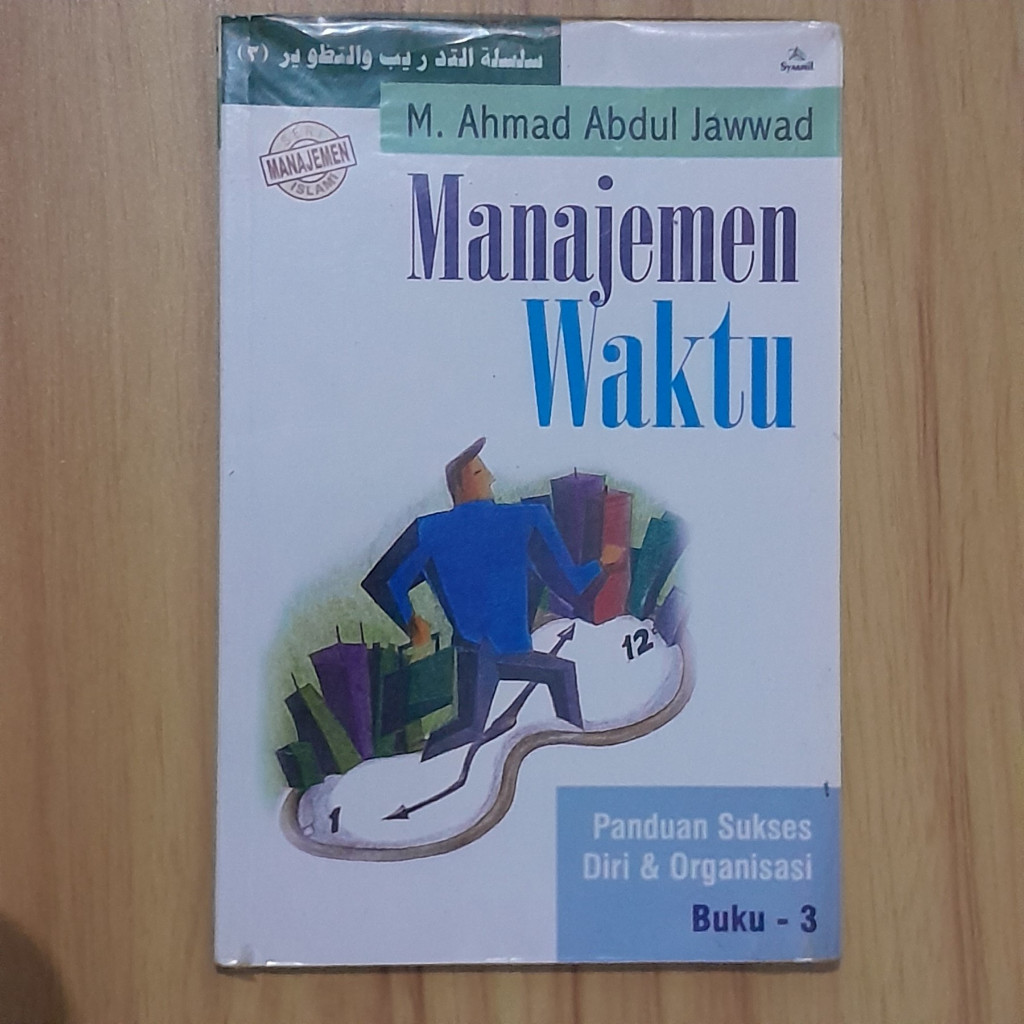 سلسلة التدريب والتطوير (٣)
Syaamil
M. Ahmad Abdul Jawwad
SERI
MANAJEMEN
ISLAMI
Manajemen
Waktu
12
1
Panduan Sukses
Diri & Organisasi
Buku - 3